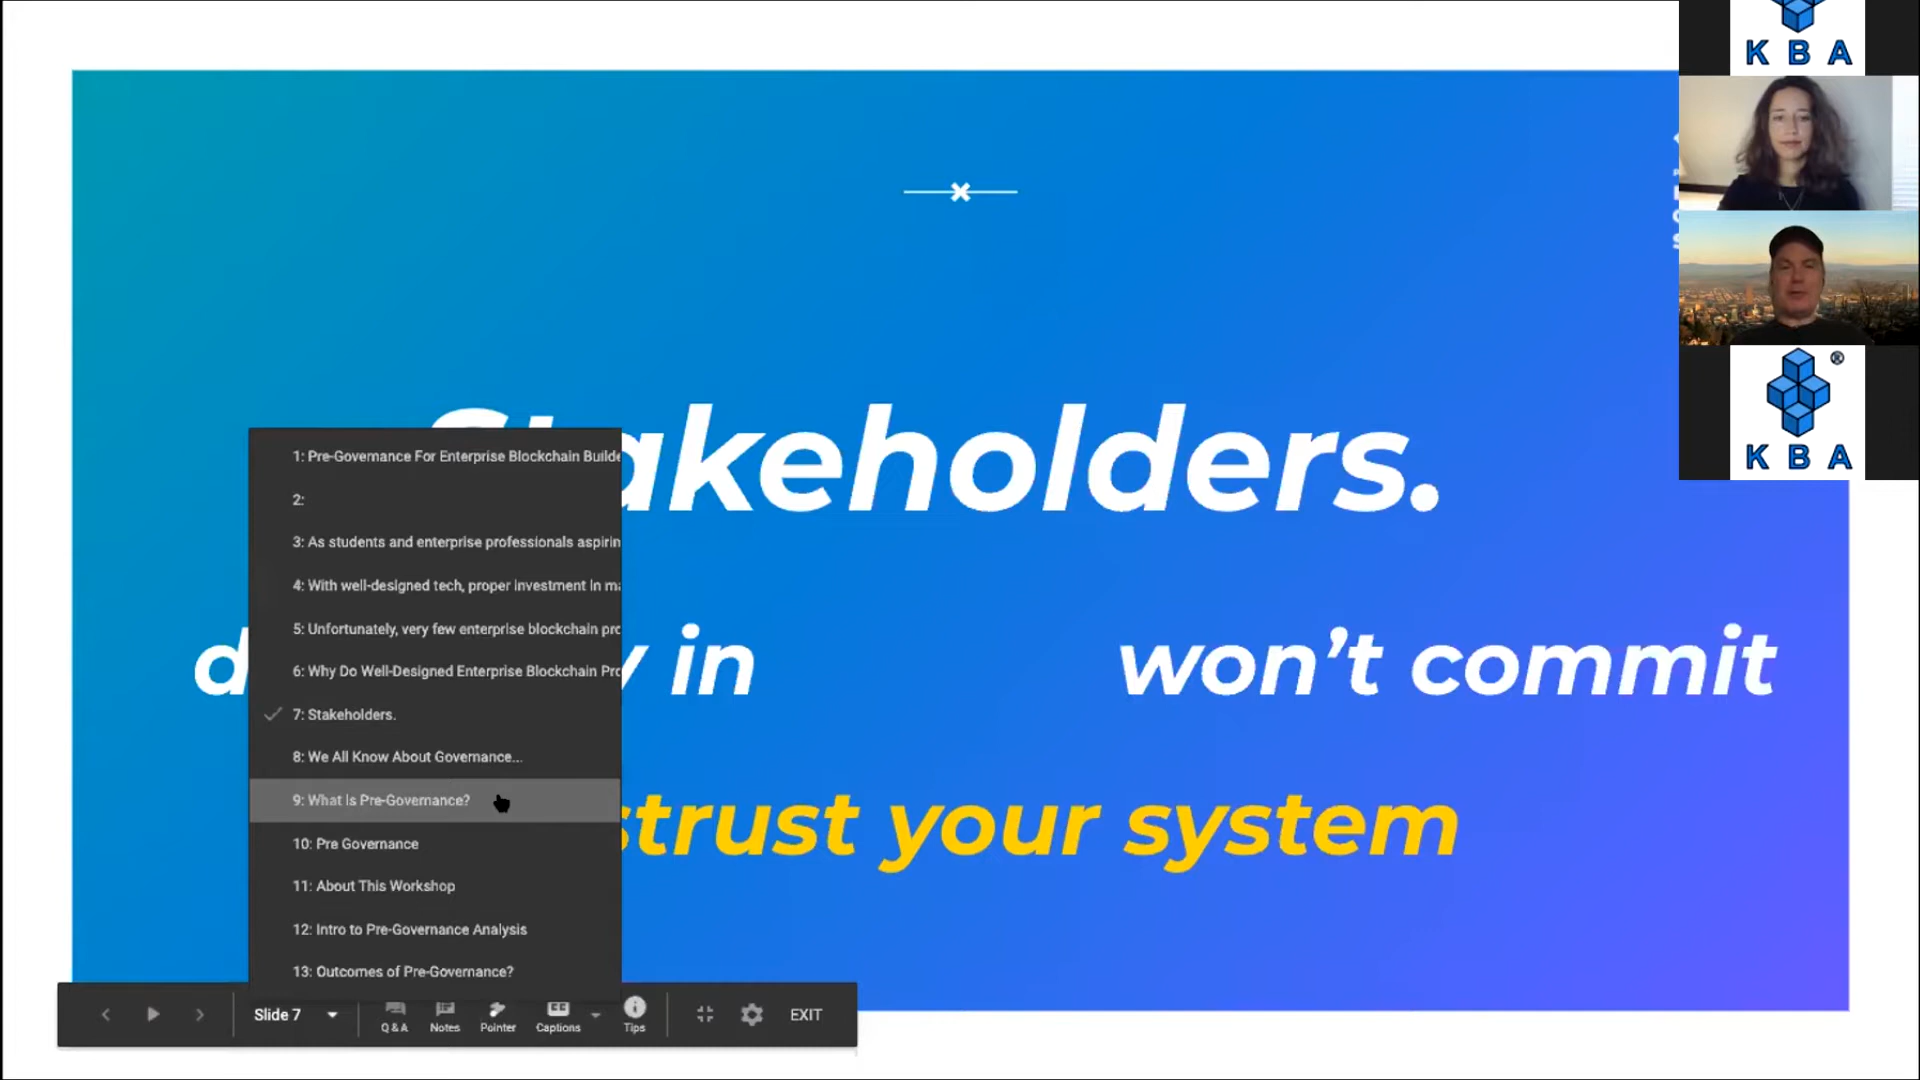 K B A
akeholders.
in
won't commit
strust your system
1: Pre-Governance For Enterprise Blockchain Builde
2:
3: As students and enterprise professionals aspirin
4: With well-designed tech, proper investment in ma
5: Unfortunately, very few enterprise blockchain pro
6: Why Do Well-Designed Enterprise Blockchain Pro
7: Stakeholders.
8: We All Know About Governance...
9: What Is Pre-Governance?
10: Pre Governance
11: About This Workshop
12: Intro to Pre-Governance Analysis
13: Outcomes of Pre-Governance?
Slide 7
Q & A
Notes
Pointer
Captions
Tips
EXIT
®
K B A